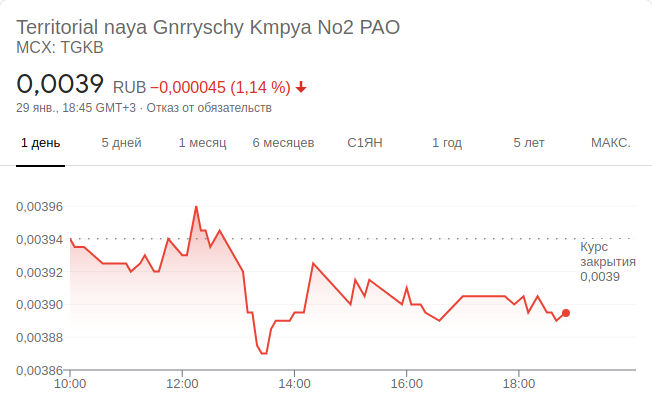 Territorial naya Gnrryschy Kmpya No2 PAO
MCX: TGKB
0,0039 RUB −0,000045 (1,14 %)
29 янв., 18:45 GMT+3 · Отказ от обязательств
1 день 5 дней 1 месяц 6 месяцев С1ЯН 1 год 5 лет МАКС.
0,00396
0,00394
Курс
закрытия
0,0039
0,00392
0,00390
0,00388
0,00386
10:00 12:00 14:00 16:00 18:00